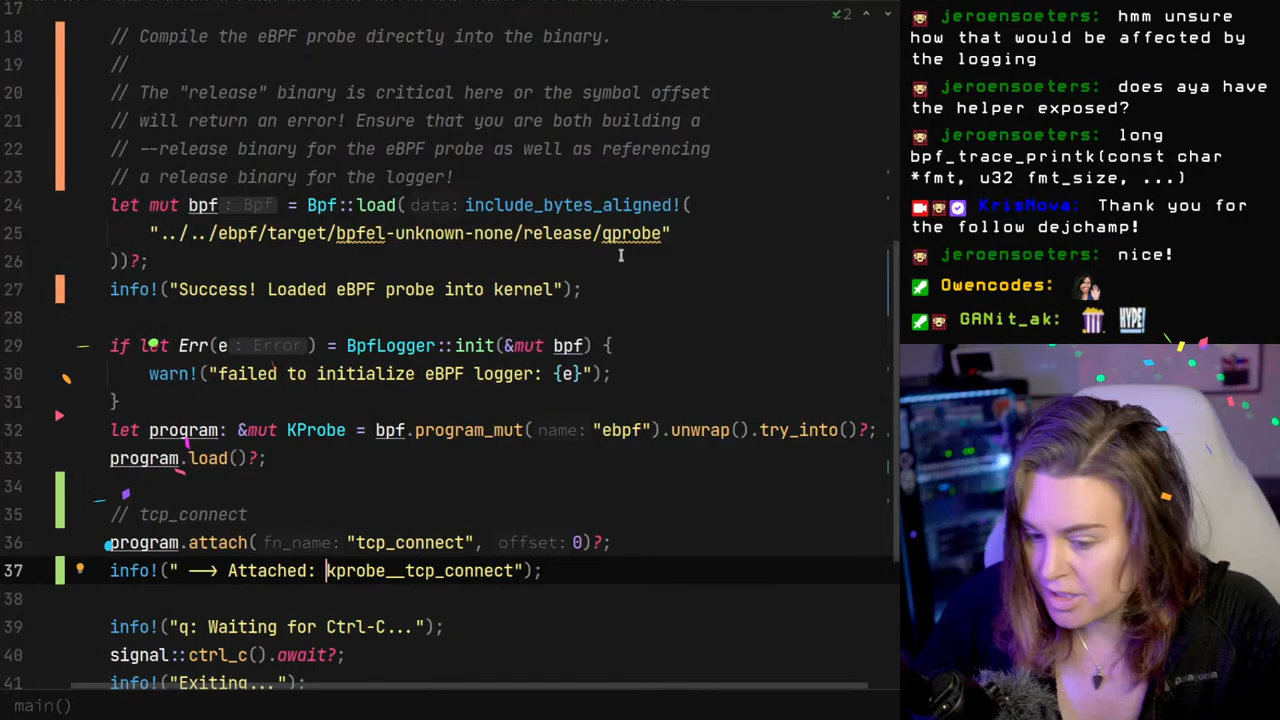 17
18 // Compile the eBPF probe directly into the binary.
19 //
20 // The "release" binary is critical here or the symbol offset
21 // will return an error! Ensure that you are both building a
22 // --release binary for the eBPF probe as well as referencing
23 // a release binary for the logger!
24 let mut bpf : Bpf = Bpf::load( data: include_bytes_aligned!(
25 "../../ebpf/target/bpfel-unknown-none/release/qprobe"
26 ))?;
27 info!("Success! Loaded eBPF probe into kernel");
28
29 if let Err(e : Error ) = BpfLogger::init(&mut bpf) {
30 warn!("failed to initialize eBPF logger: {e}");
31 }
32 let program: &mut KProbe = bpf.program_mut( name: "ebpf").unwrap().try_into()?;
33 program.load()?;
34
35 // tcp_connect
36 program.attach( fn_name: "tcp_connect", offset: 0)?;
37 info!(" --> Attached: kprobe__tcp_connect");
38
39 info!("q: Waiting for Ctrl-C...");
40 signal::ctrl_c().await?;
41 info!("Exiting...");
main()
2
jeroensoeters: hmm unsure
how that would be affected by
the logging
jeroensoeters: does aya have
the helper exposed?
jeroensoeters: long
bpf_trace_printk(const char
*fmt, u32 fmt_size, ...)
KrisNova: Thank you for
the follow dejchamp!
jeroensoeters: nice!
Owencodes:
GANit_ak: HYPE!
patagonia